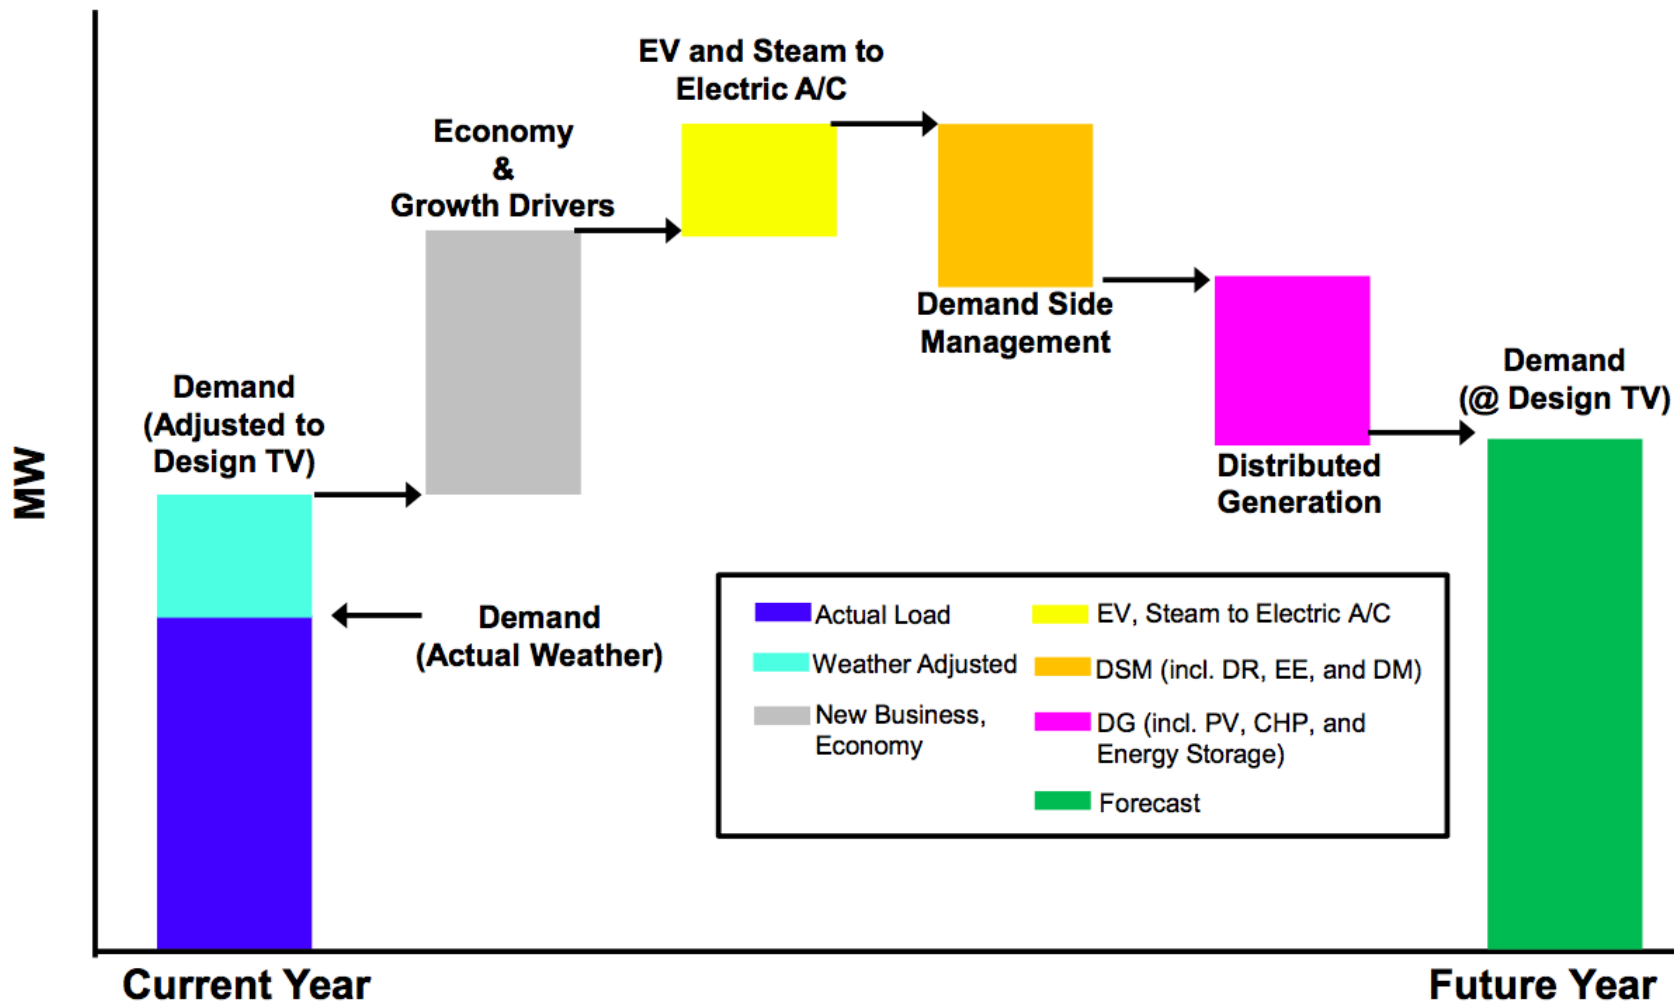 EV and Steam to
Electric A/C
Economy
&
Growth Drivers
Demand Side
Management
Demand
(Adjusted to
Design TV)
Demand
(@ Design TV)
Distributed
Generation
MW
Demand
(Actual Weather)
Actual Load
Weather Adjusted
New Business,
Economy
EV, Steam to Electric A/C
DSM (incl. DR, EE, and DM)
DG (incl. PV, CHP, and
Energy Storage)
Forecast
Current Year
Future Year